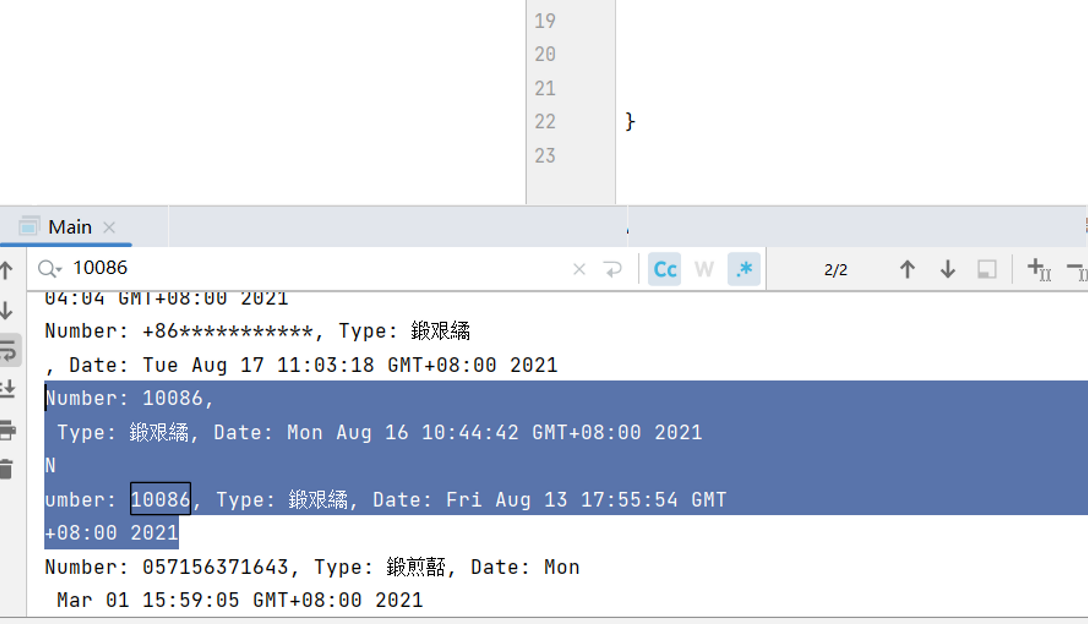 19
20
21
22 }
23
Main
10086
Cc W .* 2/2
04:04 GMT+08:00 2021
Number: +86***********, Type: 鍛艰繘
, Date: Tue Aug 17 11:03:18 GMT+08:00 2021
Number: 10086,
Type: 鍛艰繘, Date: Mon Aug 16 10:44:42 GMT+08:00 2021
N
umber: 10086, Type: 鍛艰繘, Date: Fri Aug 13 17:55:54 GMT
+08:00 2021
Number: 057156371643, Type: 鍛煎嚭, Date: Mon
Mar 01 15:59:05 GMT+08:00 2021